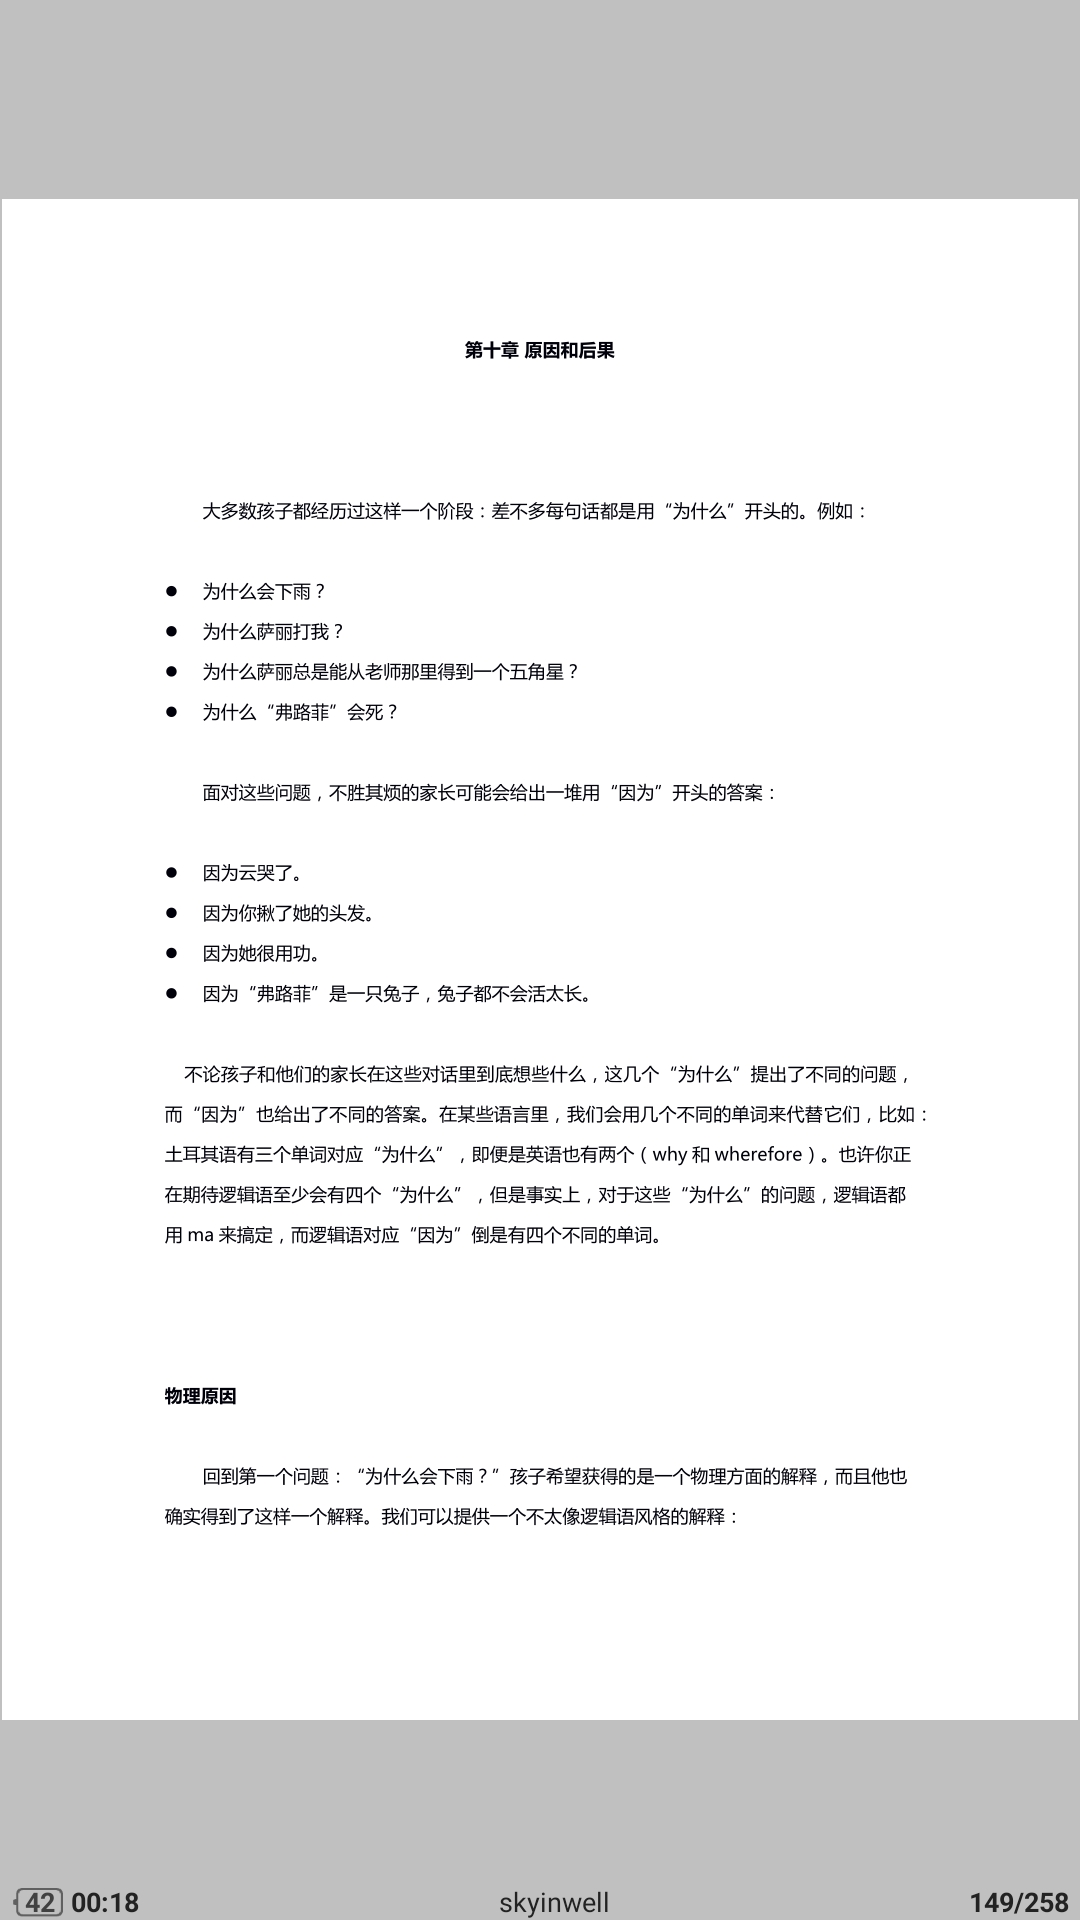 第十章 原因和后果
大多数孩子都经历过这样一个阶段：差不多每句话都是用“为什么”开头的。例如：
● 为什么会下雨？
● 为什么萨丽打我？
● 为什么萨丽总是能从老师那里得到一个五角星？
● 为什么“弗路菲”会死？
面对这些问题，不胜其烦的家长可能会给出一堆用“因为”开头的答案：
● 因为云哭了。
● 因为你揪了她的头发。
● 因为她很用功。
● 因为“弗路菲”是一只兔子，兔子都不会活太长。
不论孩子和他们的家长在这些对话里到底想些什么，这几个“为什么”提出了不同的问题，
而“因为”也给出了不同的答案。在某些语言里，我们会用几个不同的单词来代替它们，比如：
土耳其语有三个单词对应“为什么”，即便是英语也有两个（why 和 wherefore）。也许你正
在期待逻辑语至少会有四个“为什么”，但是事实上，对于这些“为什么”的问题，逻辑语都
用 ma 来搞定，而逻辑语对应“因为”倒是有四个不同的单词。
物理原因
回到第一个问题：“为什么会下雨？”孩子希望获得的是一个物理方面的解释，而且他也
确实得到了这样一个解释。我们可以提供一个不太像逻辑语风格的解释：
42 00:18 skyinwell 149/258